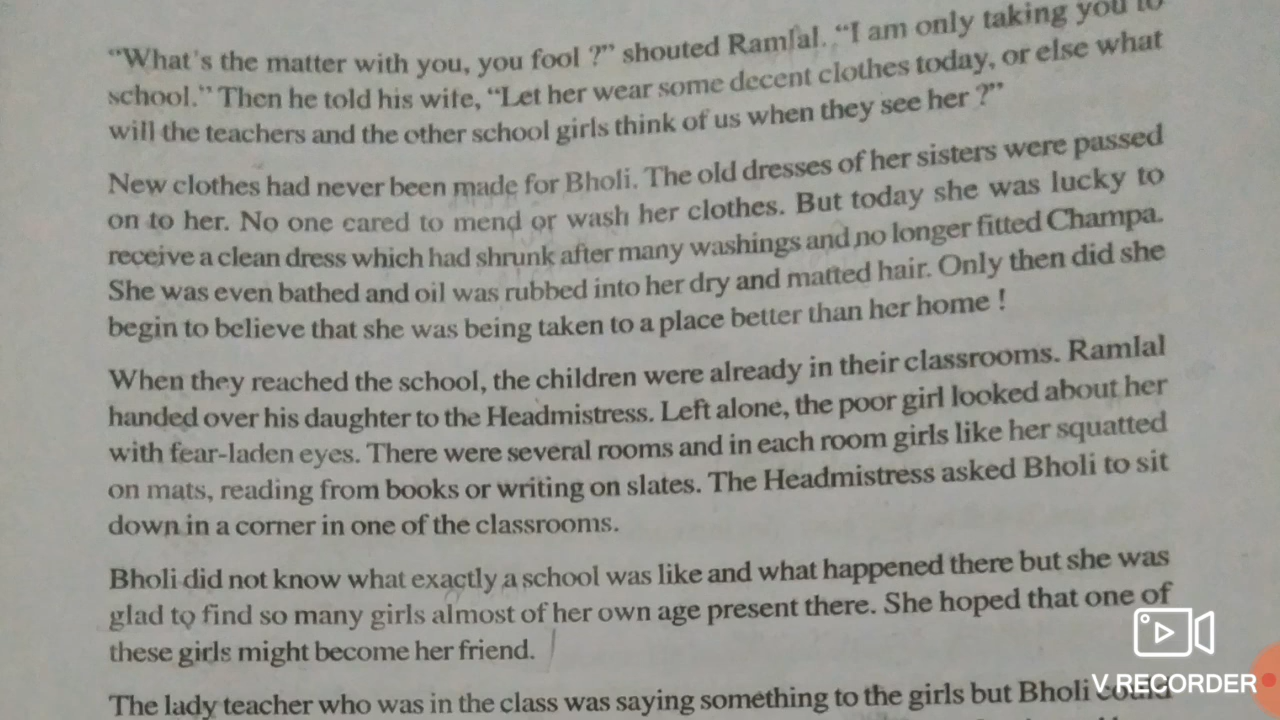 “What's the matter with you, you fool ?” shouted Ramlal. “I am only taking you to
school.” Then he told his wife, “Let her wear some decent clothes today, or else what
will the teachers and the other school girls think of us when they see her ?”
New clothes had never been made for Bholi. The old dresses of her sisters were passed
on to her. No one cared to mend or wash her clothes. But today she was lucky to
receive a clean dress which had shrunk after many washings and no longer fitted Champa.
She was even bathed and oil was rubbed into her dry and matted hair. Only then did she
begin to believe that she was being taken to a place better than her home !
When they reached the school, the children were already in their classrooms. Ramlal
handed over his daughter to the Headmistress. Left alone, the poor girl looked about her
with fear-laden eyes. There were several rooms and in each room girls like her squatted
on mats, reading from books or writing on slates. The Headmistress asked Bholi to sit
down in a corner in one of the classrooms.
Bholi did not know what exactly a school was like and what happened there but she was
glad to find so many girls almost of her own age present there. She hoped that one of
these girls might become her friend.
The lady teacher who was in the class was saying something to the girls but Bholi could
V.RECORDER